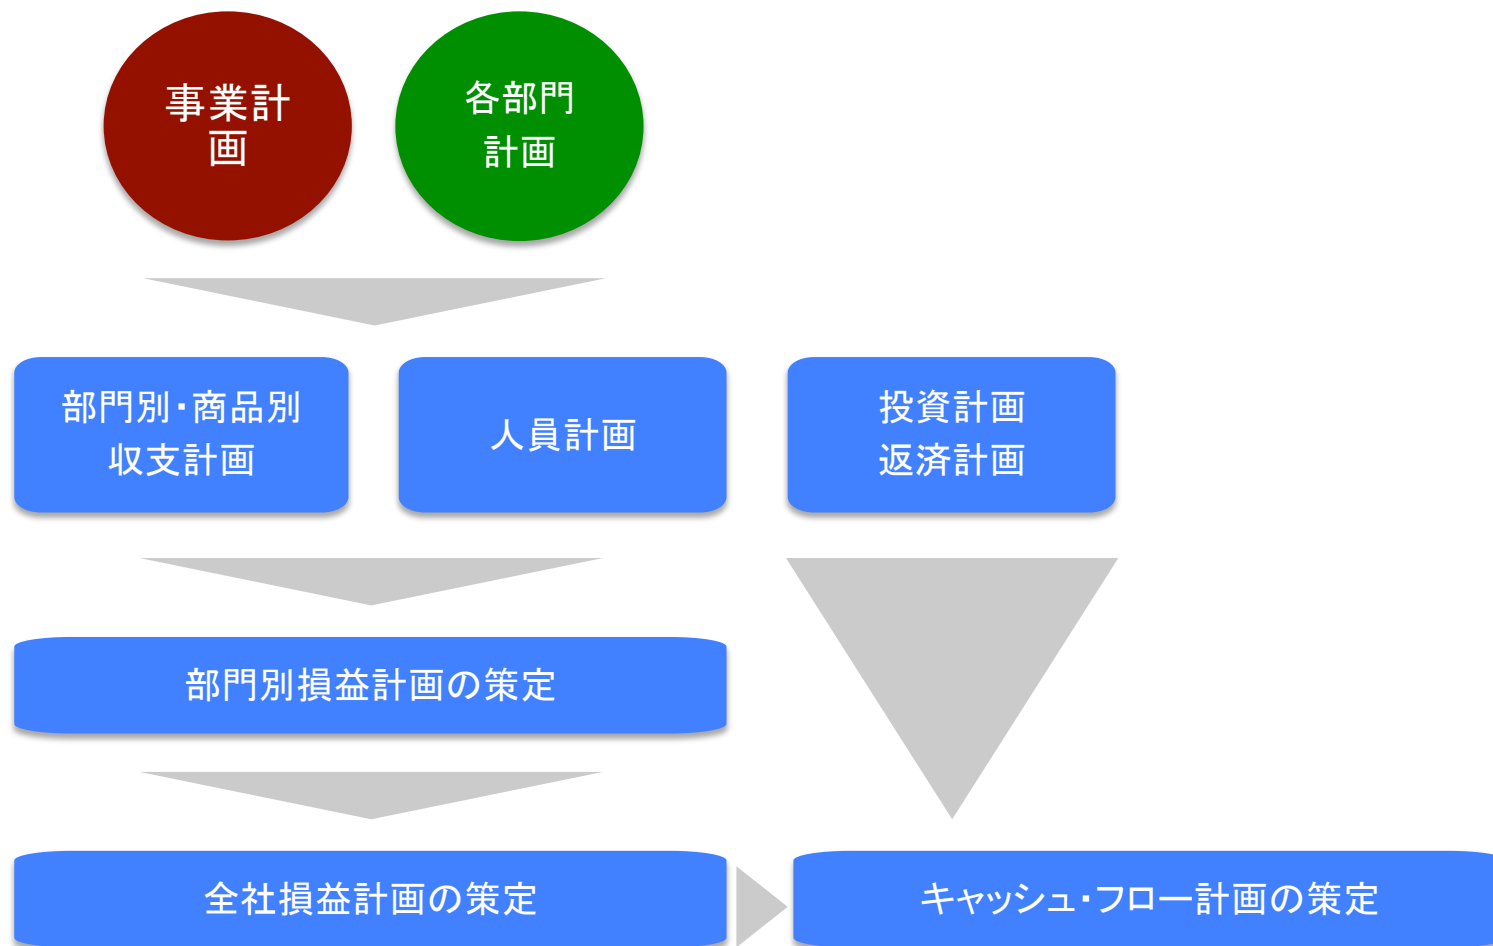 事業計
画
各部門
計画
部門別・商品別
収支計画
人員計画
投資計画
返済計画
部門別損益計画の策定
全社損益計画の策定
キャッシュ・フロー計画の策定